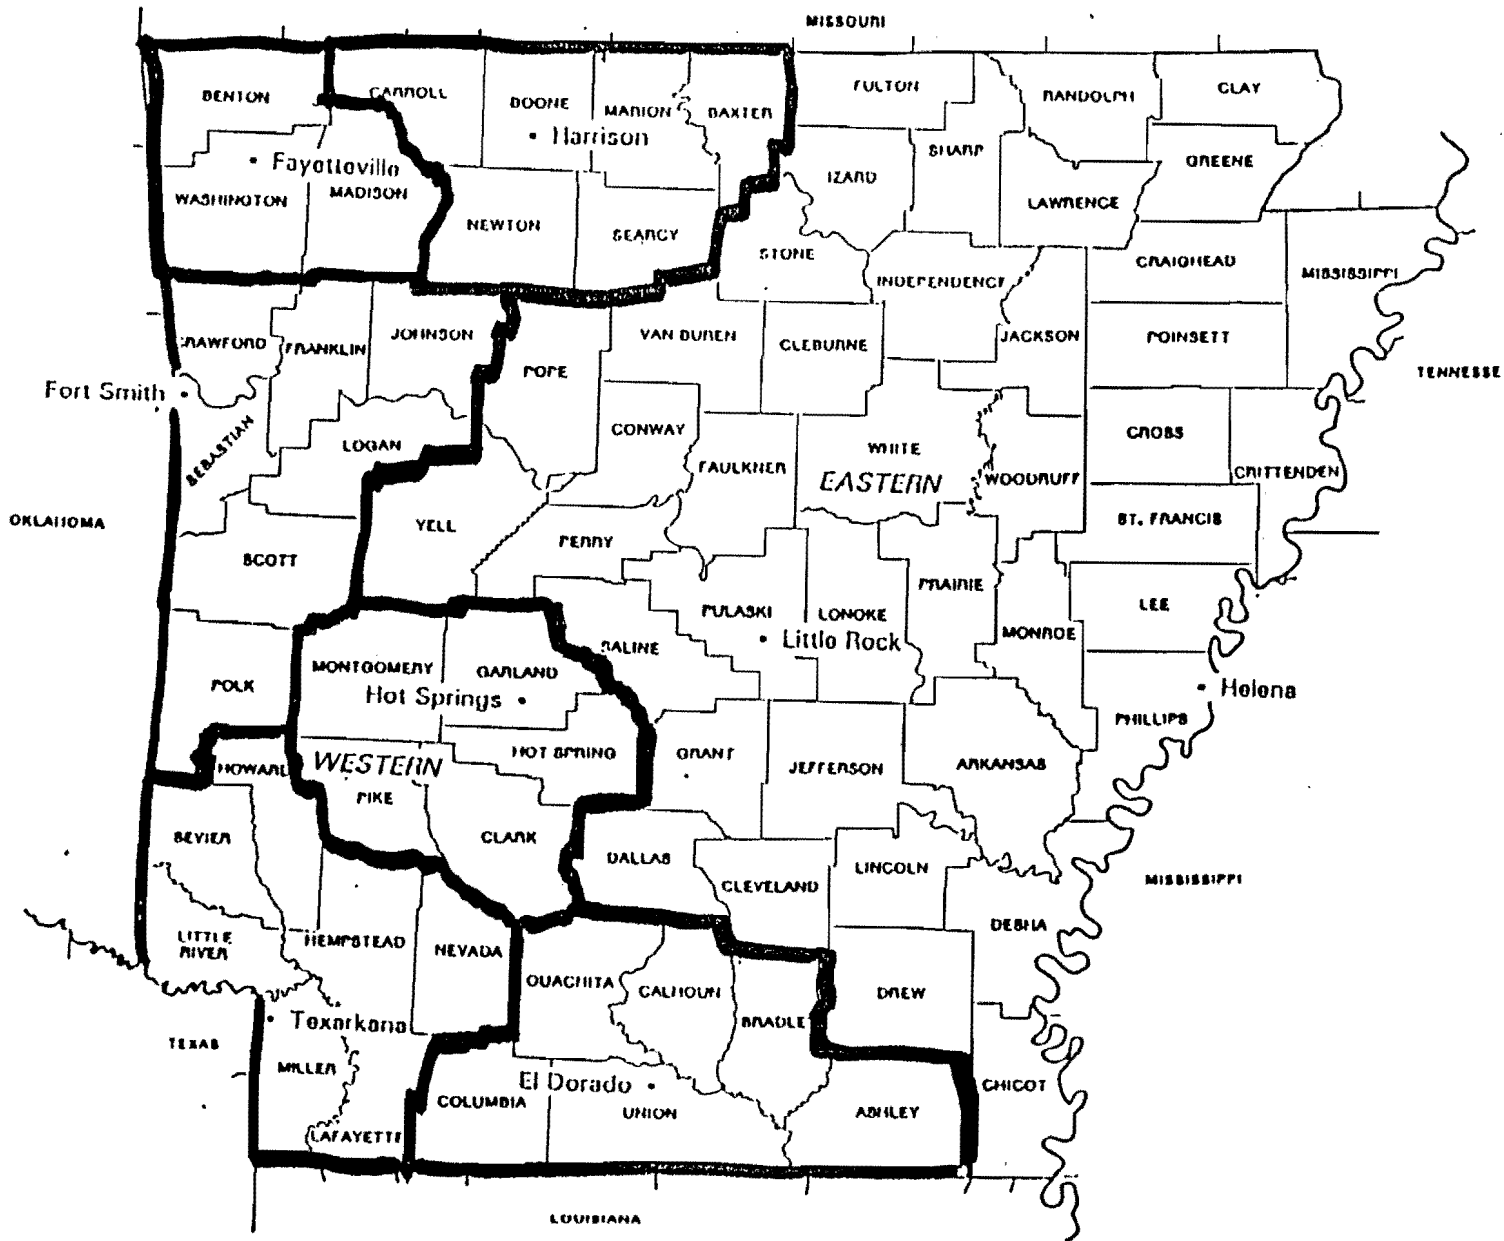 MISSOURI
BENTON
CARROLL
BOONE
MARION
BAXTER
FULTON
RANDOLPH
CLAY
• Harrison
SHARP
GREENE
• Fayetteville
WASHINGTON
MADISON
IZARD
LAWRENCE
NEWTON
SEARCY
STONE
INDEPENDENCE
CRAIGHEAD
MISSISSIPPI
CRAWFORD
FRANKLIN
JOHNSON
VAN BUREN
CLEBURNE
JACKSON
POINSETT
POPE
TENNESSE
Fort Smith •
SEBASTIAN
LOGAN
CONWAY
WHITE
CROSS
FAULKNER
EASTERN
WOODRUFF
CRITTENDEN
OKLAHOMA
YELL
ST. FRANCIS
SCOTT
PERRY
PRAIRIE
PULASKI
LONOKE
LEE
• Little Rock
MONROE
SALINE
MONTGOMERY
GARLAND
POLK
Hot Springs •
• Helena
PHILLIPS
HOWARD
WESTERN
HOT SPRING
GRANT
JEFFERSON
ARKANSAS
PIKE
SEVIER
CLARK
DALLAS
LINCOLN
CLEVELAND
MISSISSIPPI
DESHA
LITTLE
RIVER
HEMPSTEAD
NEVADA
OUACHITA
CALHOUN
DREW
• Texarkana
BRADLEY
TEXAS
MILLER
El Dorado •
CHICOT
COLUMBIA
UNION
ASHLEY
LAFAYETTE
LOUISIANA